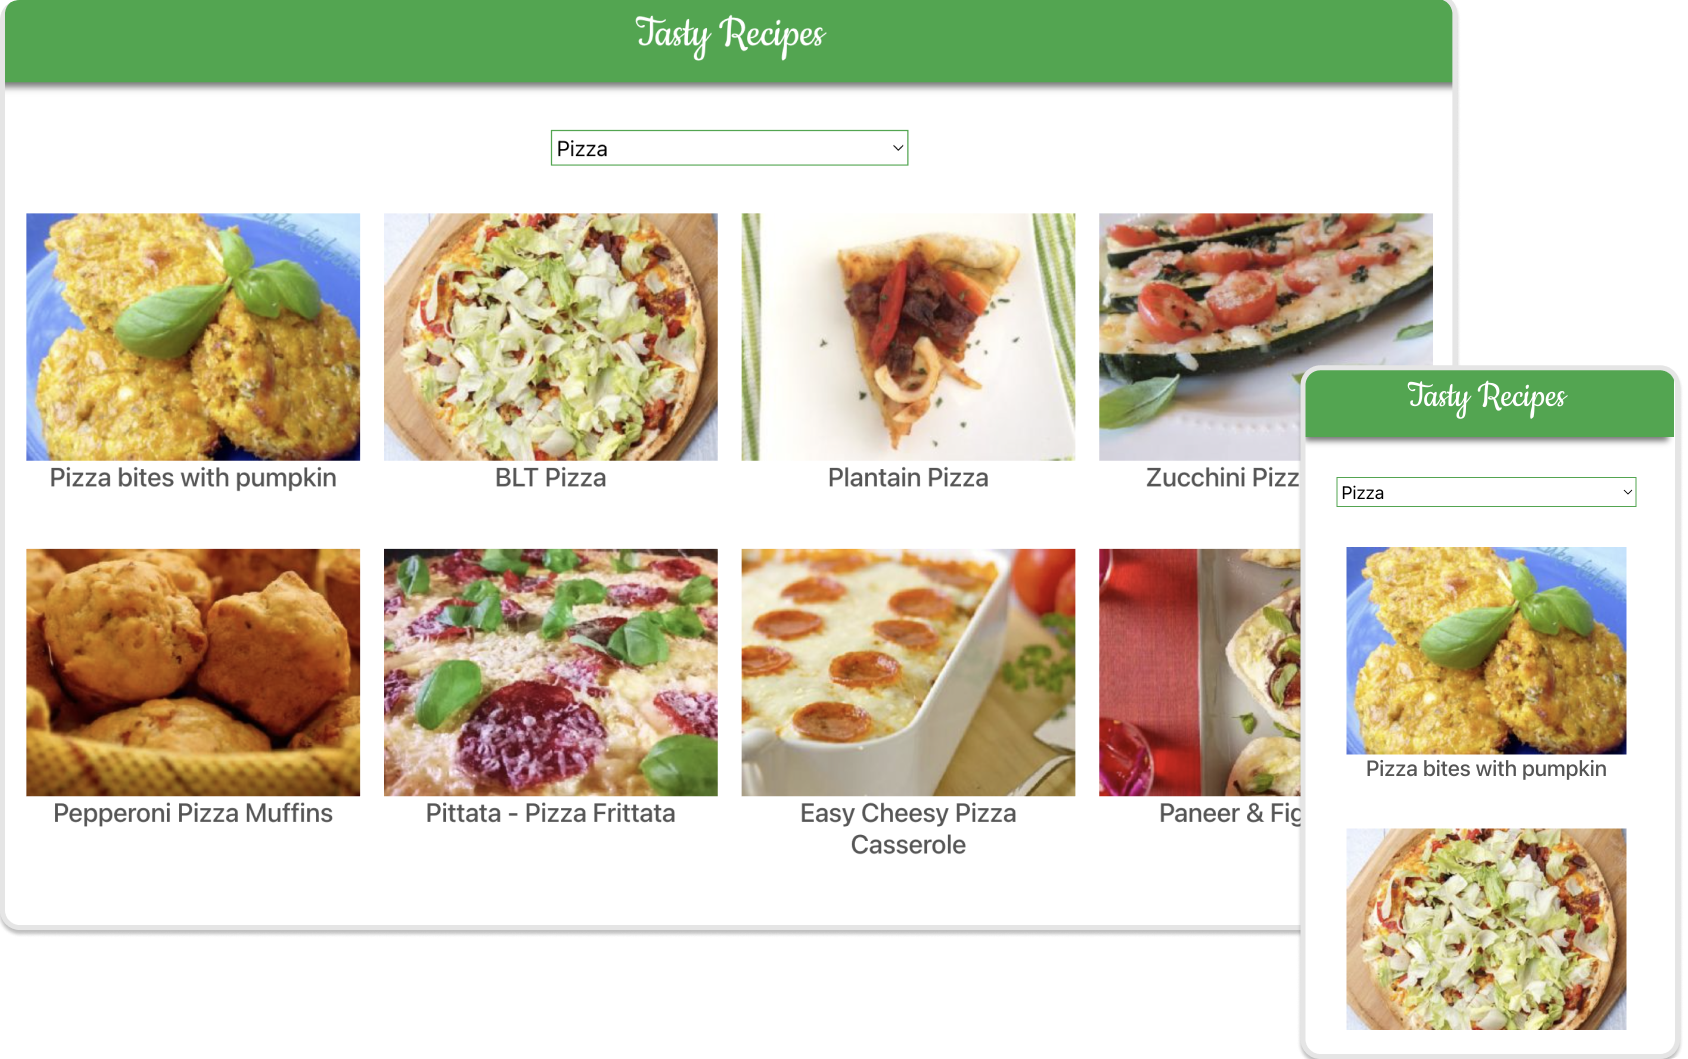 Tasty Recipes
Pizza
Pizza bites with pumpkin
BLT Pizza
Plantain Pizza
Zucchini Pizz
Pepperoni Pizza Muffins
Pittata - Pizza Frittata
Easy Cheesy Pizza
Casserole
Paneer & Fig
Tasty Recipes
Pizza
Pizza bites with pumpkin